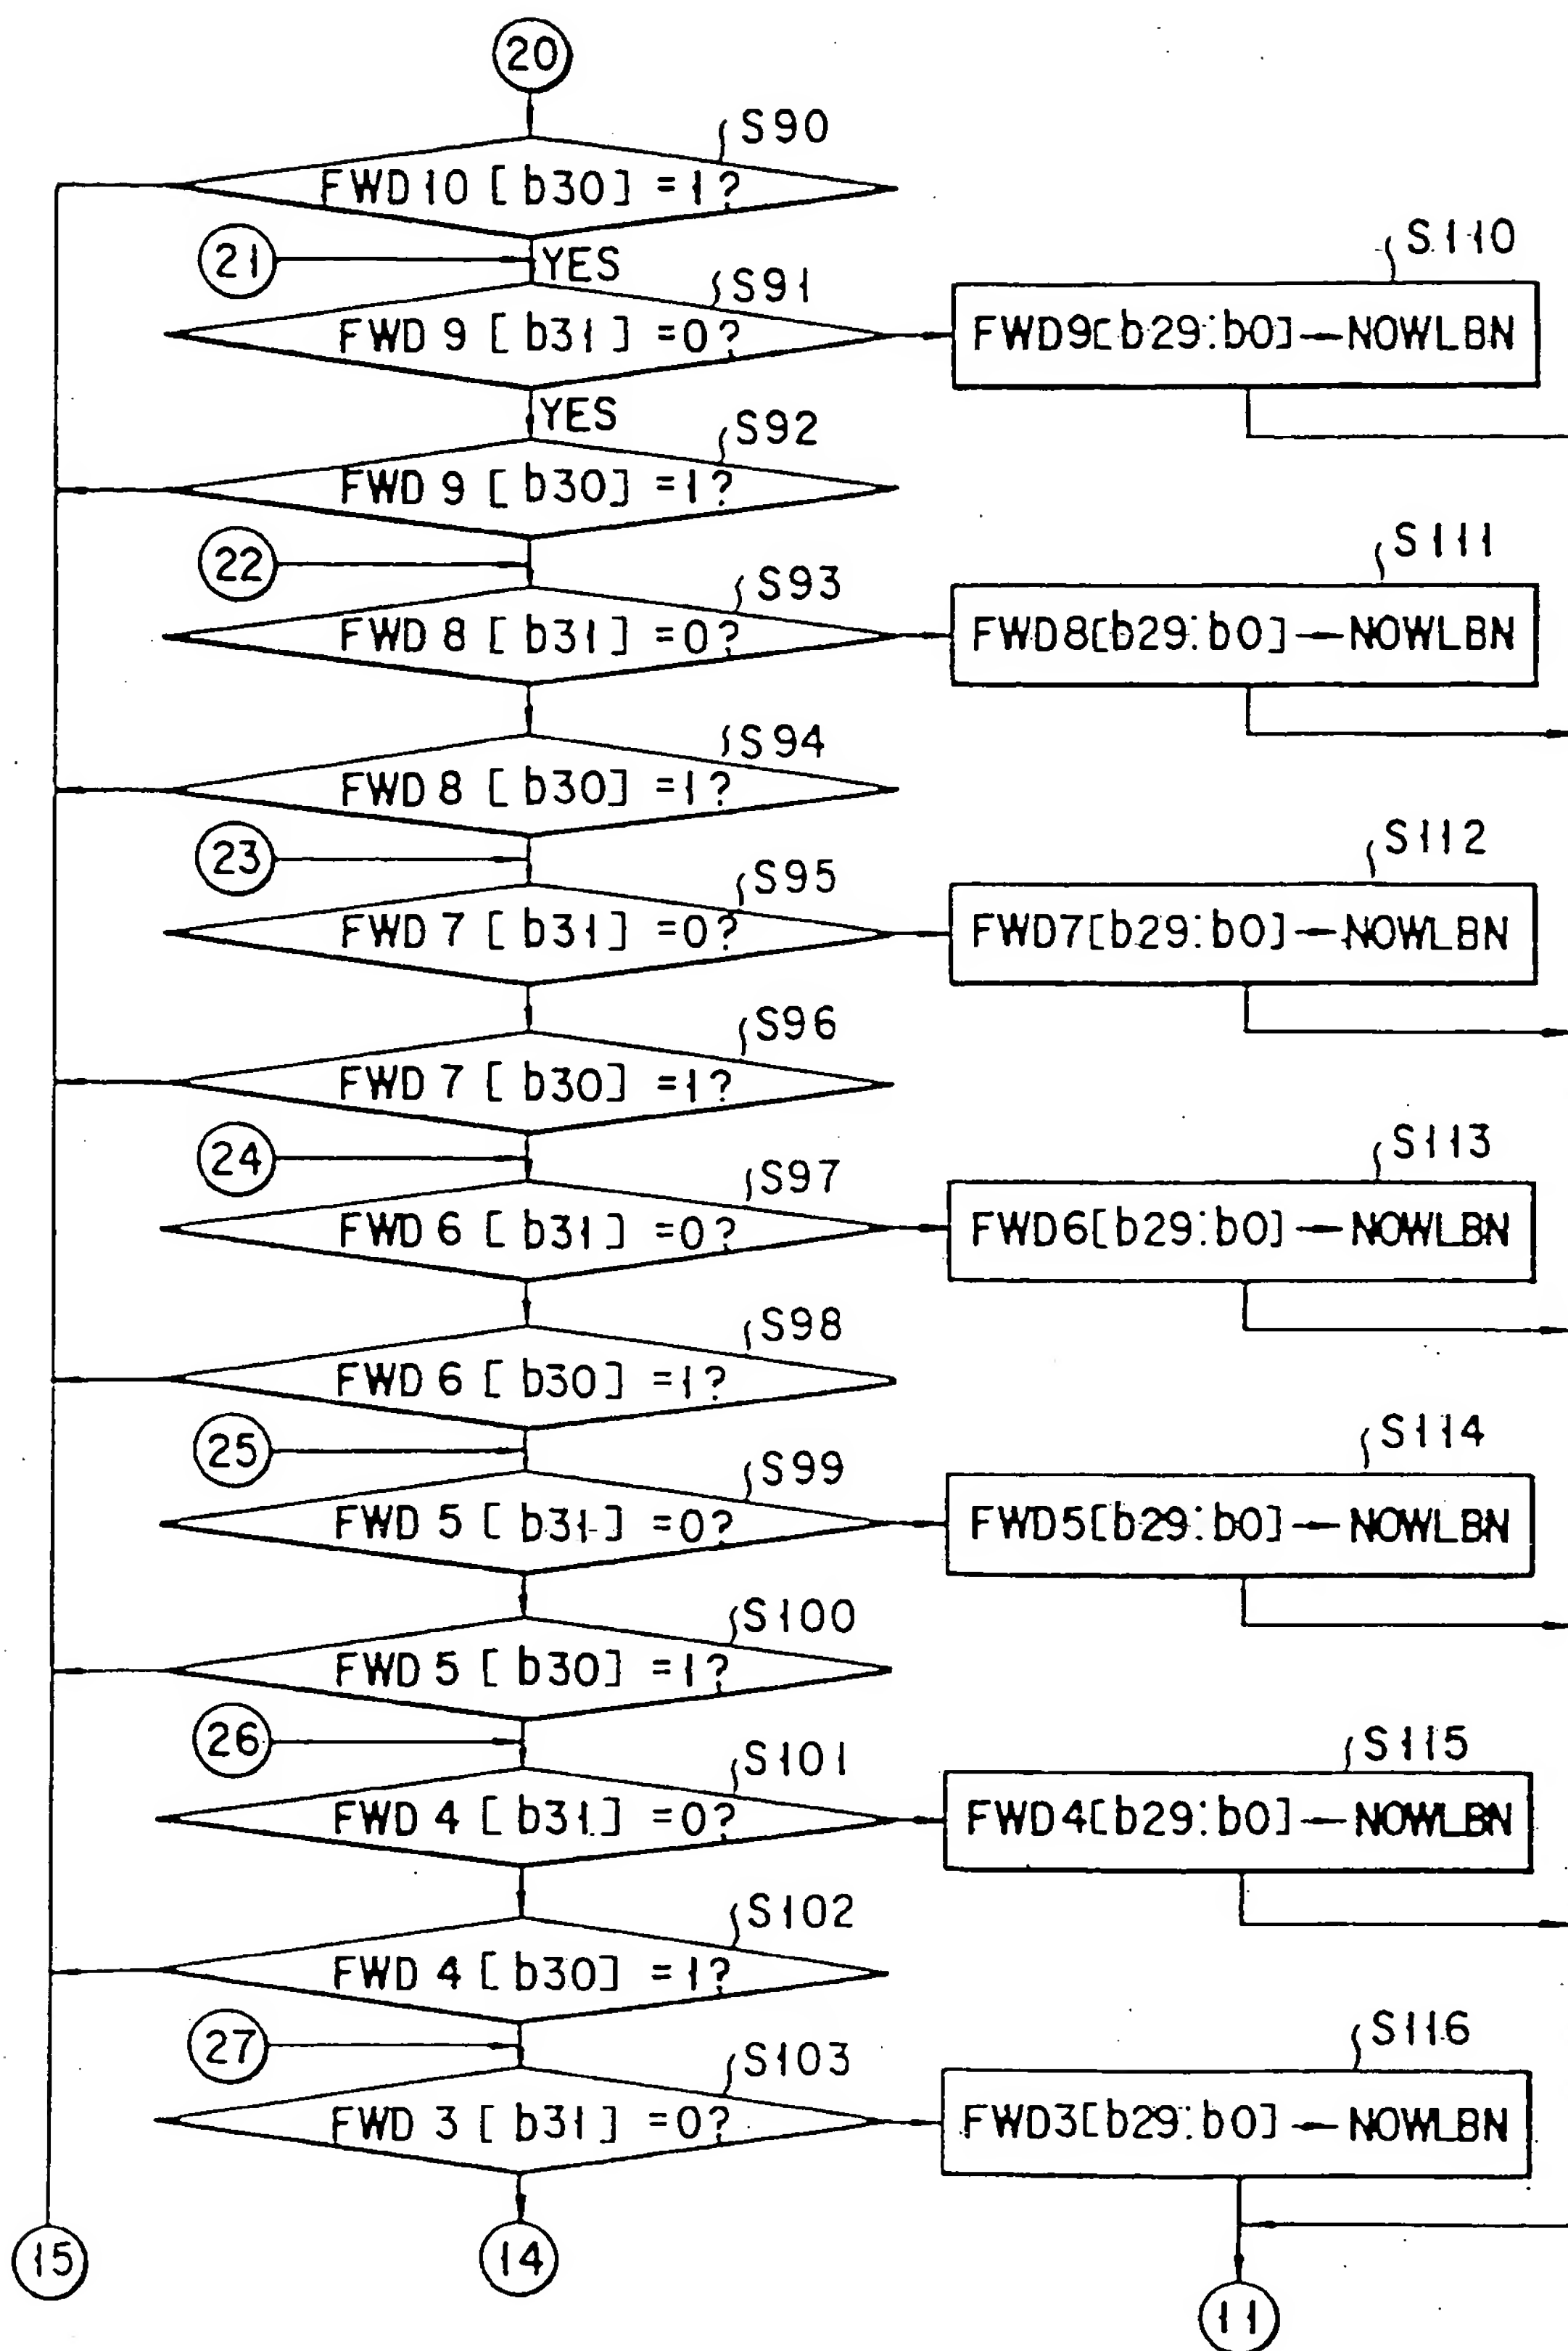 20
S90
FWD10 [b30] =1?
21
YES
S91
S110
FWD9 [b31] =0?
FWD9[b29:b0] ← NOWLBN
YES
S92
FWD9 [b30] =1?
22
S93
S111
FWD8 [b31] =0?
FWD8[b29:b0] ← NOWLBN
S94
FWD8 [b30] =1?
23
S95
S112
FWD7 [b31] =0?
FWD7[b29:b0] ← NOWLBN
S96
FWD7 [b30] =1?
24
S97
S113
FWD6 [b31] =0?
FWD6[b29:b0] ← NOWLBN
S98
FWD6 [b30] =1?
25
S99
S114
FWD5 [b31] =0?
FWD5[b29:b0] ← NOWLBN
S100
FWD5 [b30] =1?
26
S101
S115
FWD4 [b31] =0?
FWD4[b29:b0] ← NOWLBN
S102
FWD4 [b30] =1?
27
S103
S116
FWD3 [b31] =0?
FWD3[b29:b0] ← NOWLBN
15
14
11